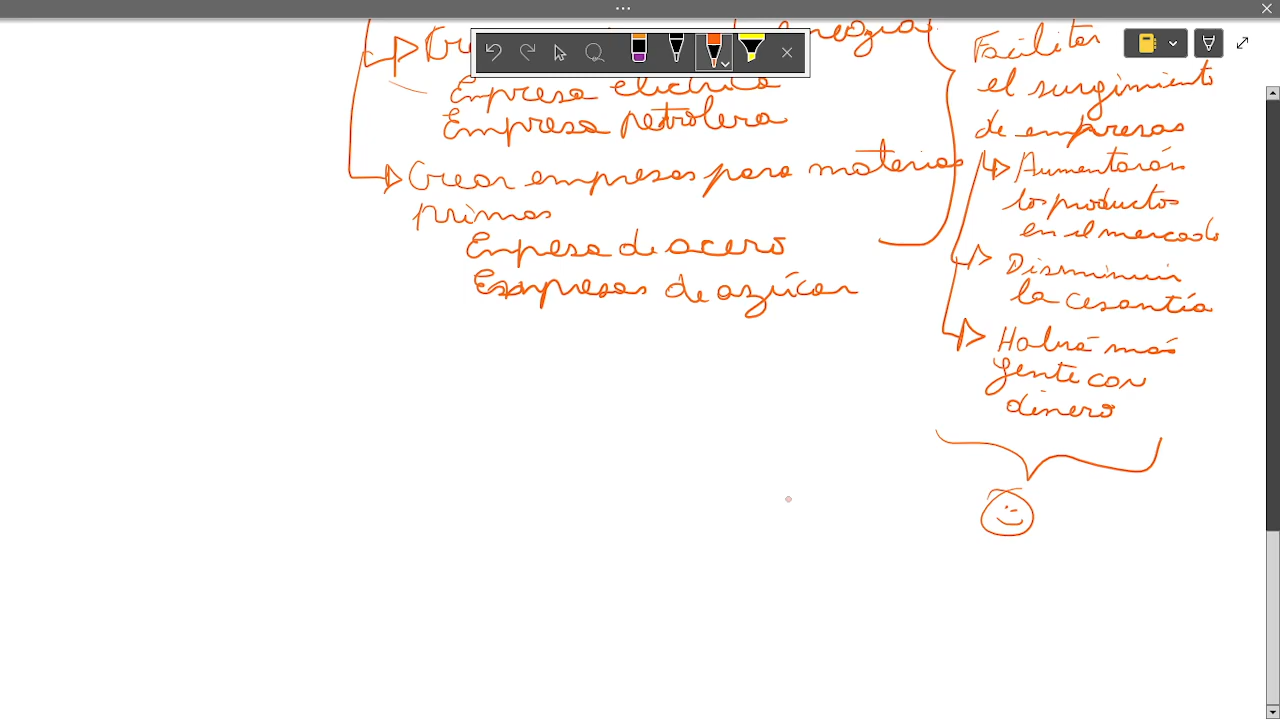 Empresa eléctrica
Empresa petrolera
Crear empresas para materias
primas
Empesa de acero
Empresas de azúcar
Facilitar
el surgimiento
de empresas
Aumentarán
los productos
en el mercado
Disminuir
la cesantía
Habrá más
gente con
dinero